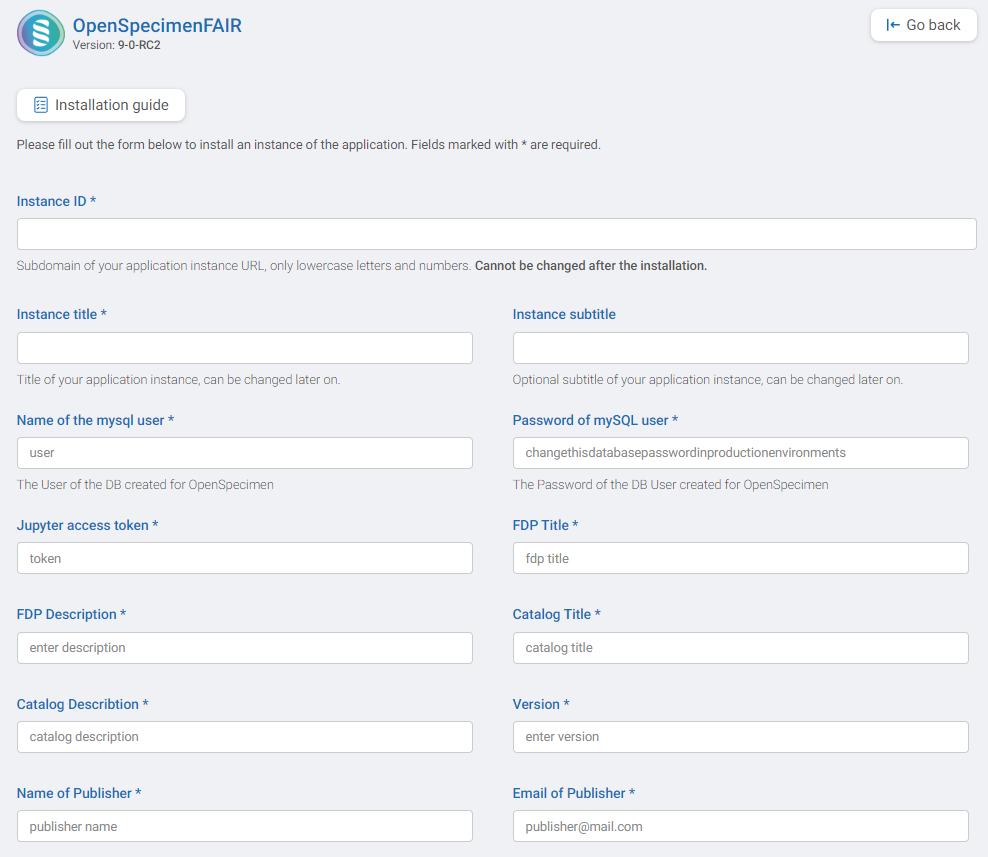 OpenSpecimenFAIR
Version: 9-0-RC2
Go back
Installation guide
Please fill out the form below to install an instance of the application. Fields marked with * are required.
Instance ID *
Subdomain of your application instance URL, only lowercase letters and numbers. Cannot be changed after the installation.
Instance title *
Instance subtitle
Title of your application instance, can be changed later on.
Optional subtitle of your application instance, can be changed later on.
Name of the mysql user *
Password of mySQL user *
user
changethisdatabasepasswordinproductionenvironments
The User of the DB created for OpenSpecimen
The Password of the DB User created for OpenSpecimen
Jupyter access token *
FDP Title *
token
fdp title
FDP Description *
Catalog Title *
enter description
catalog title
Catalog Describtion *
Version *
catalog description
enter version
Name of Publisher *
Email of Publisher *
publisher name
publisher@mail.com